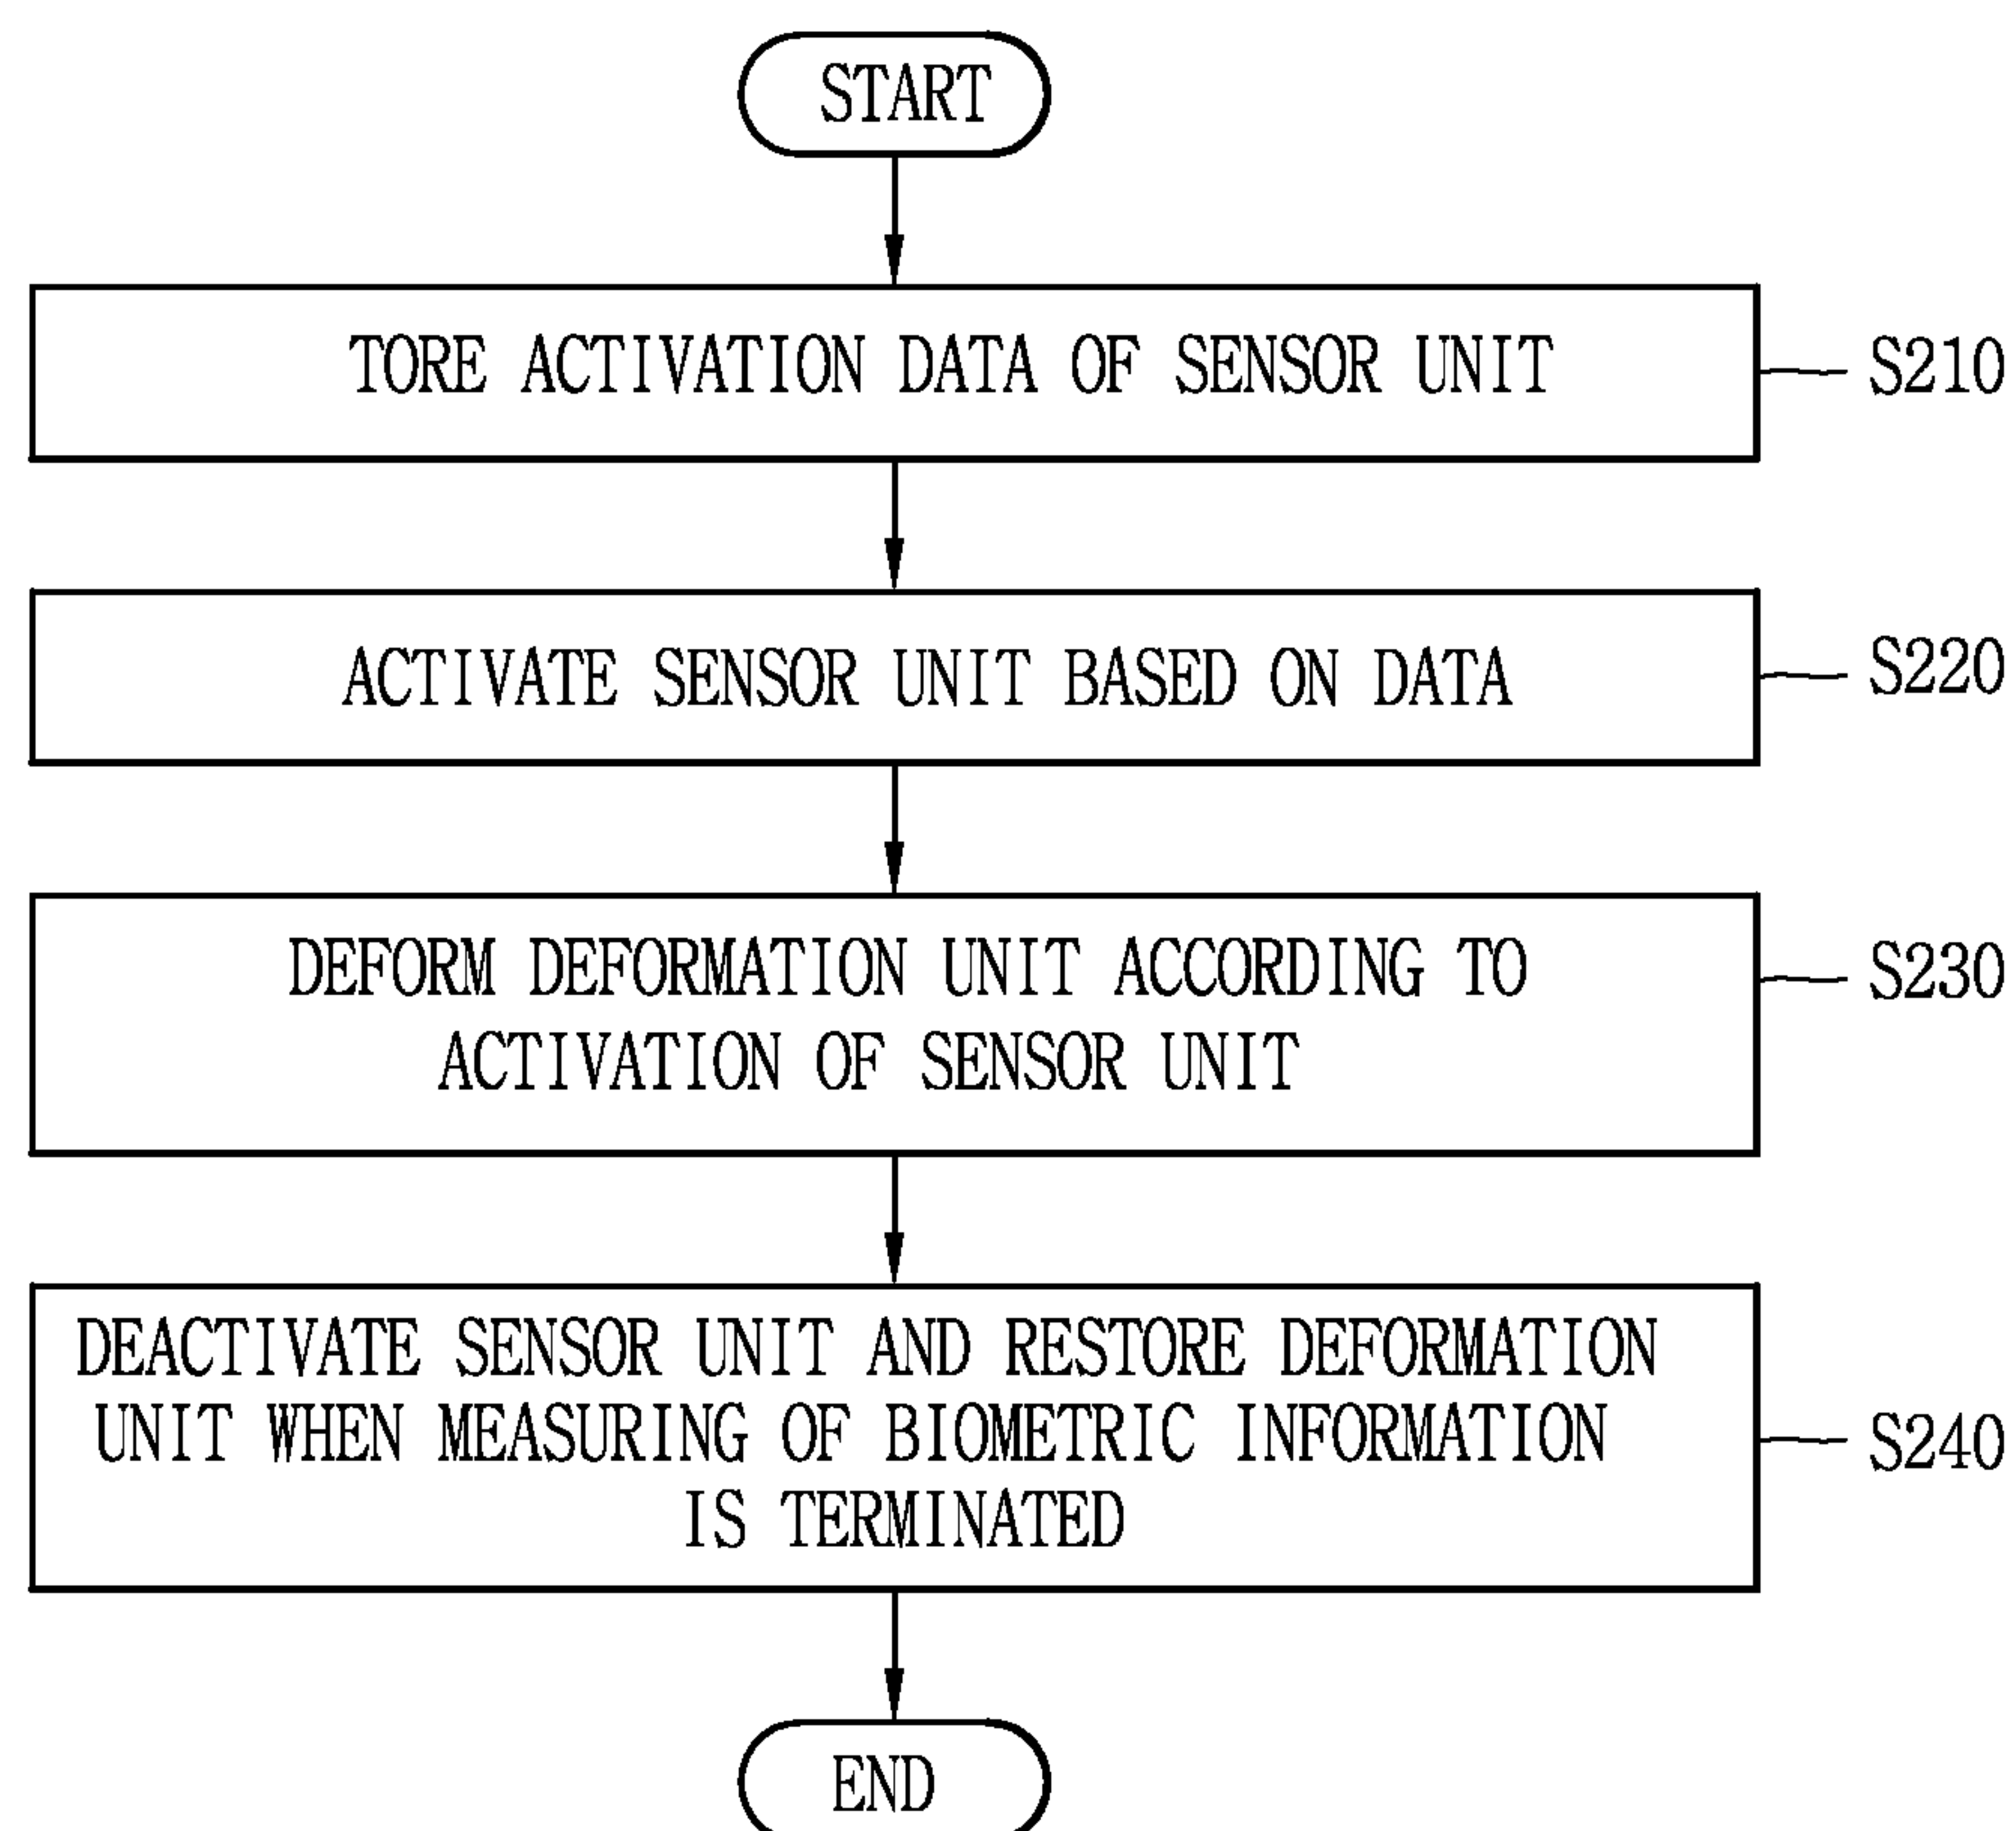 START
TORE ACTIVATION DATA OF SENSOR UNIT
S210
ACTIVATE SENSOR UNIT BASED ON DATA
S220
DEFORM DEFORMATION UNIT ACCORDING TO
ACTIVATION OF SENSOR UNIT
S230
DEACTIVATE SENSOR UNIT AND RESTORE DEFORMATION
UNIT WHEN MEASURING OF BIOMETRIC INFORMATION
IS TERMINATED
S240
END